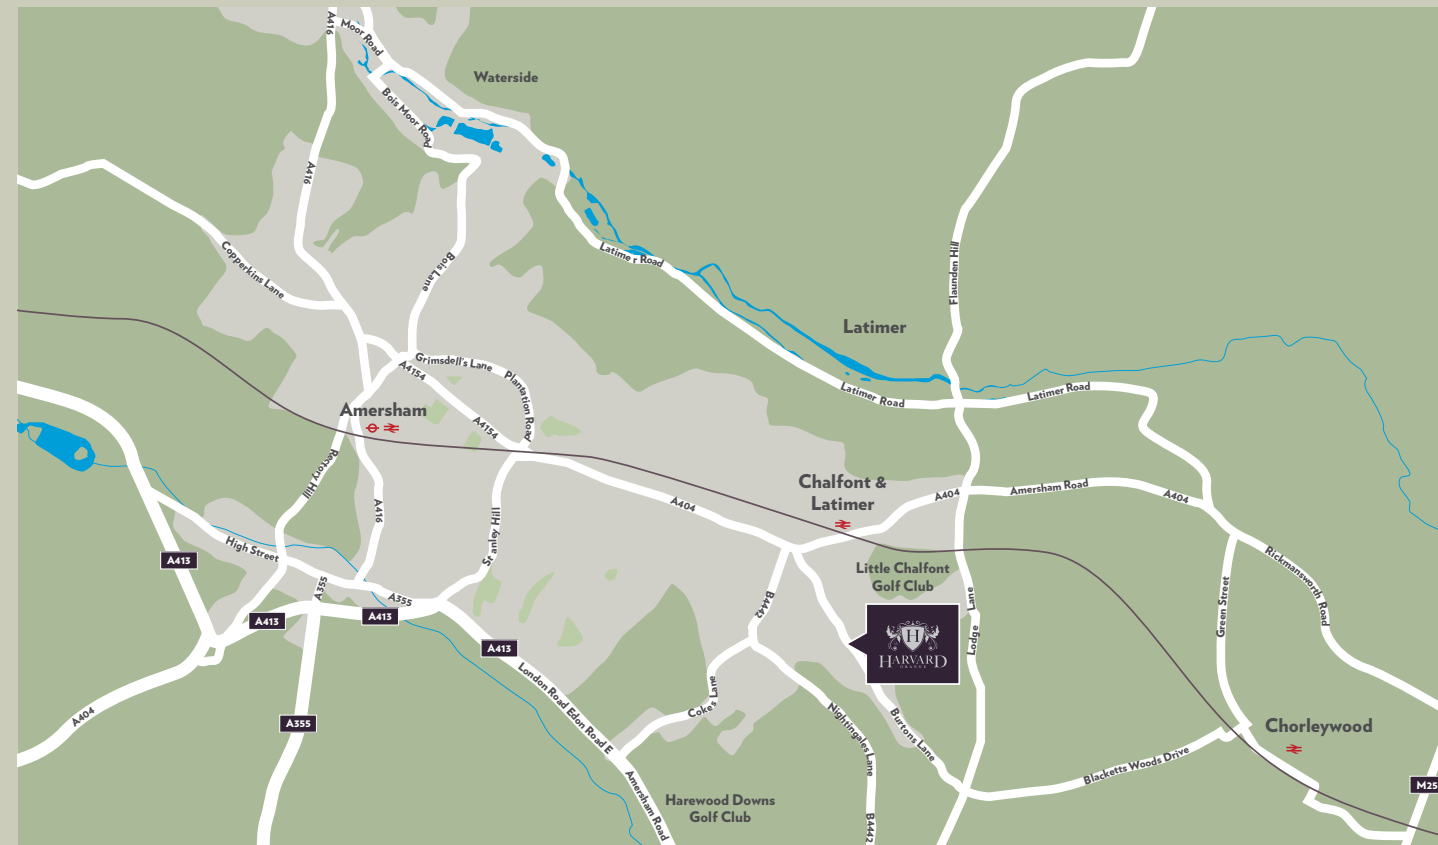 A416
Moor Road
Waterside
Bois Moor Road
A416
Copperkins Lane
Bois Lane
Latime r Road
Flaunden Hill
Latimer
Grimsdell's Lane
A4154
Plantation Road
Latimer Road
Latimer Road
Amersham
A4154
Rectory Hill
A416
Chalfont &
Latimer
A404
A404
Amersham Road
A404
St anley Hill
High Street
A413
A355
A355
A413
A413
A413
Little Chalfont
Golf Club
B4442
Lodge Lane
Green Street
Rickmansworth Road
H
HARVARD
GRANGE
London Road Edon Road E
Coke's Lane
Nightingales Lane
Burtons Lane
A404
A355
Chorleywood
Blacketts Woods Drive
M25
Amersham Road
Harewood Downs
Golf Club
B4442